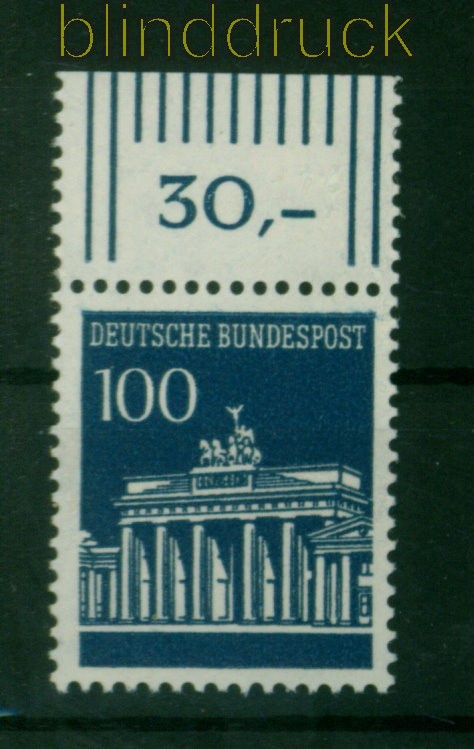 blinddruck
30,-
DEUTSCHE BUNDESPOST
100